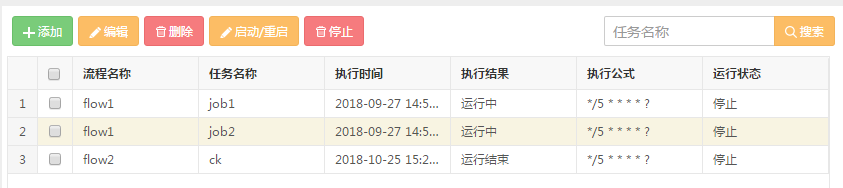 添加 编辑 删除 启动/重启 停止 任务名称 搜索
流程名称 任务名称 执行时间 执行结果 执行公式 运行状态
1 flow1 job1 2018-09-27 14:5... 运行中 */5 * * * * ? 停止
2 flow1 job2 2018-09-27 14:5... 运行中 */5 * * * * ? 停止
3 flow2 ck 2018-10-25 15:2... 运行结束 */5 * * * * ? 停止